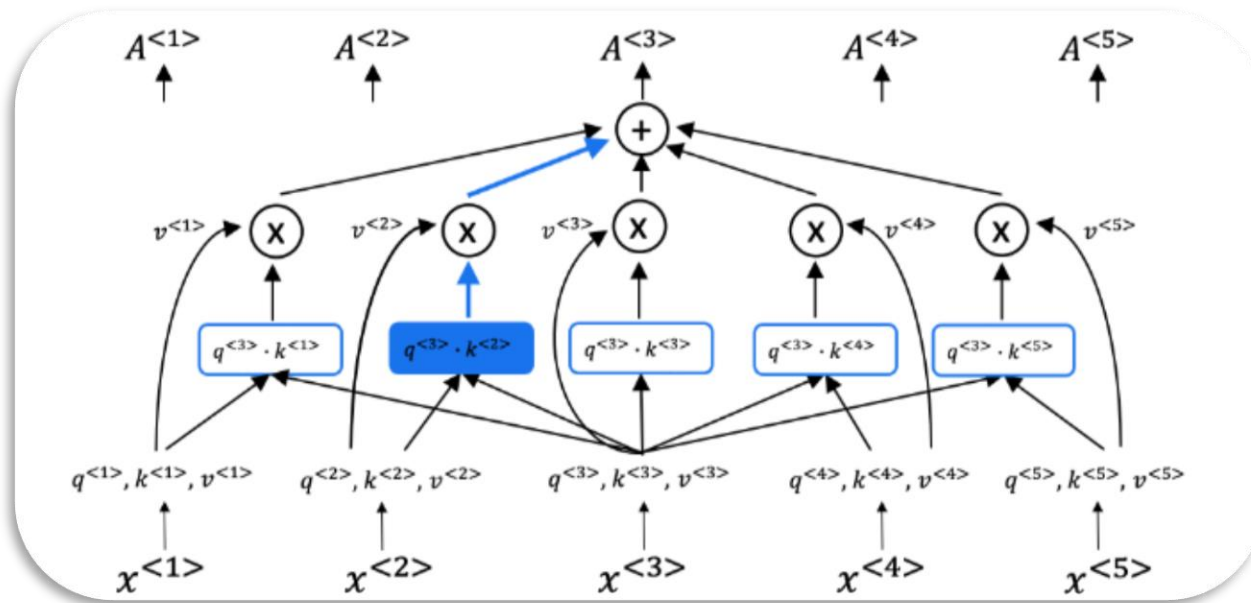 A<1> A<2> A<3> A<4> A<5>
+
v<1> X v<2> X v<3> X X v<4> X v<5>
q<3> · k<1> q<3> · k<2> q<3> · k<3> q<3> · k<4> q<3> · k<5>
q<1>, k<1>, v<1> q<2>, k<2>, v<2> q<3>, k<3>, v<3> q<4>, k<4>, v<4> q<5>, k<5>, v<5>
x<1> x<2> x<3> x<4> x<5>